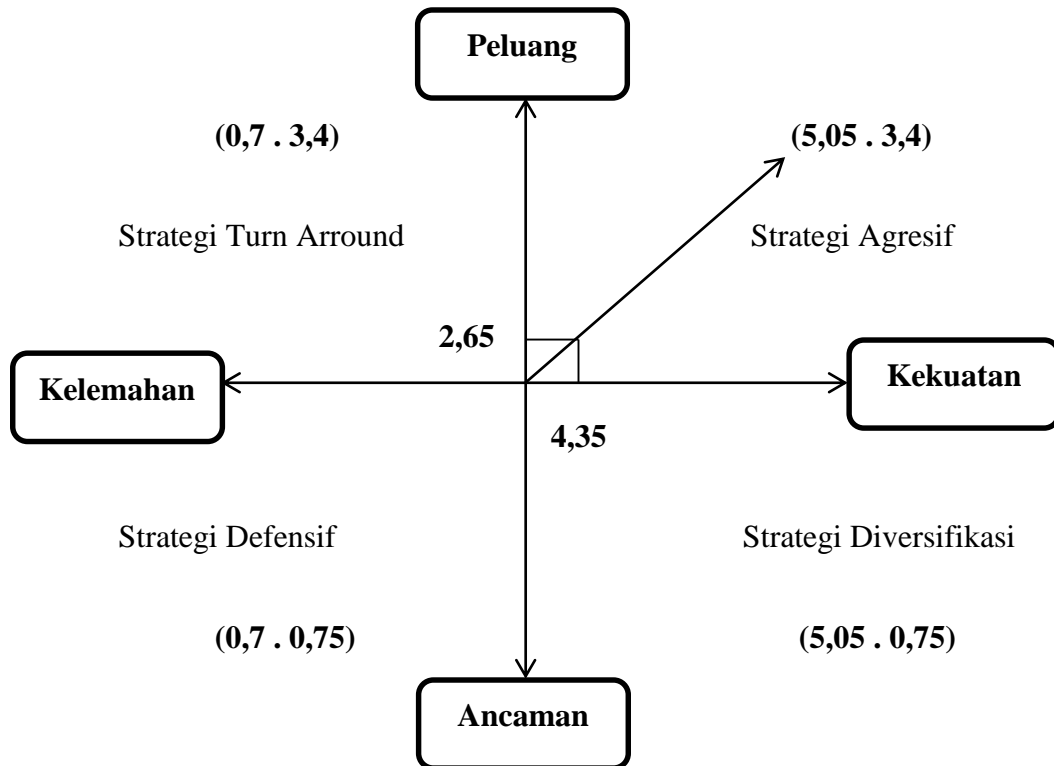 Peluang
(0,7 . 3,4)
(5,05 . 3,4)
Strategi Turn Arround
Strategi Agresif
2,65
Kelemahan
Kekuatan
4,35
Strategi Defensif
Strategi Diversifikasi
(0,7 . 0,75)
(5,05 . 0,75)
Ancaman